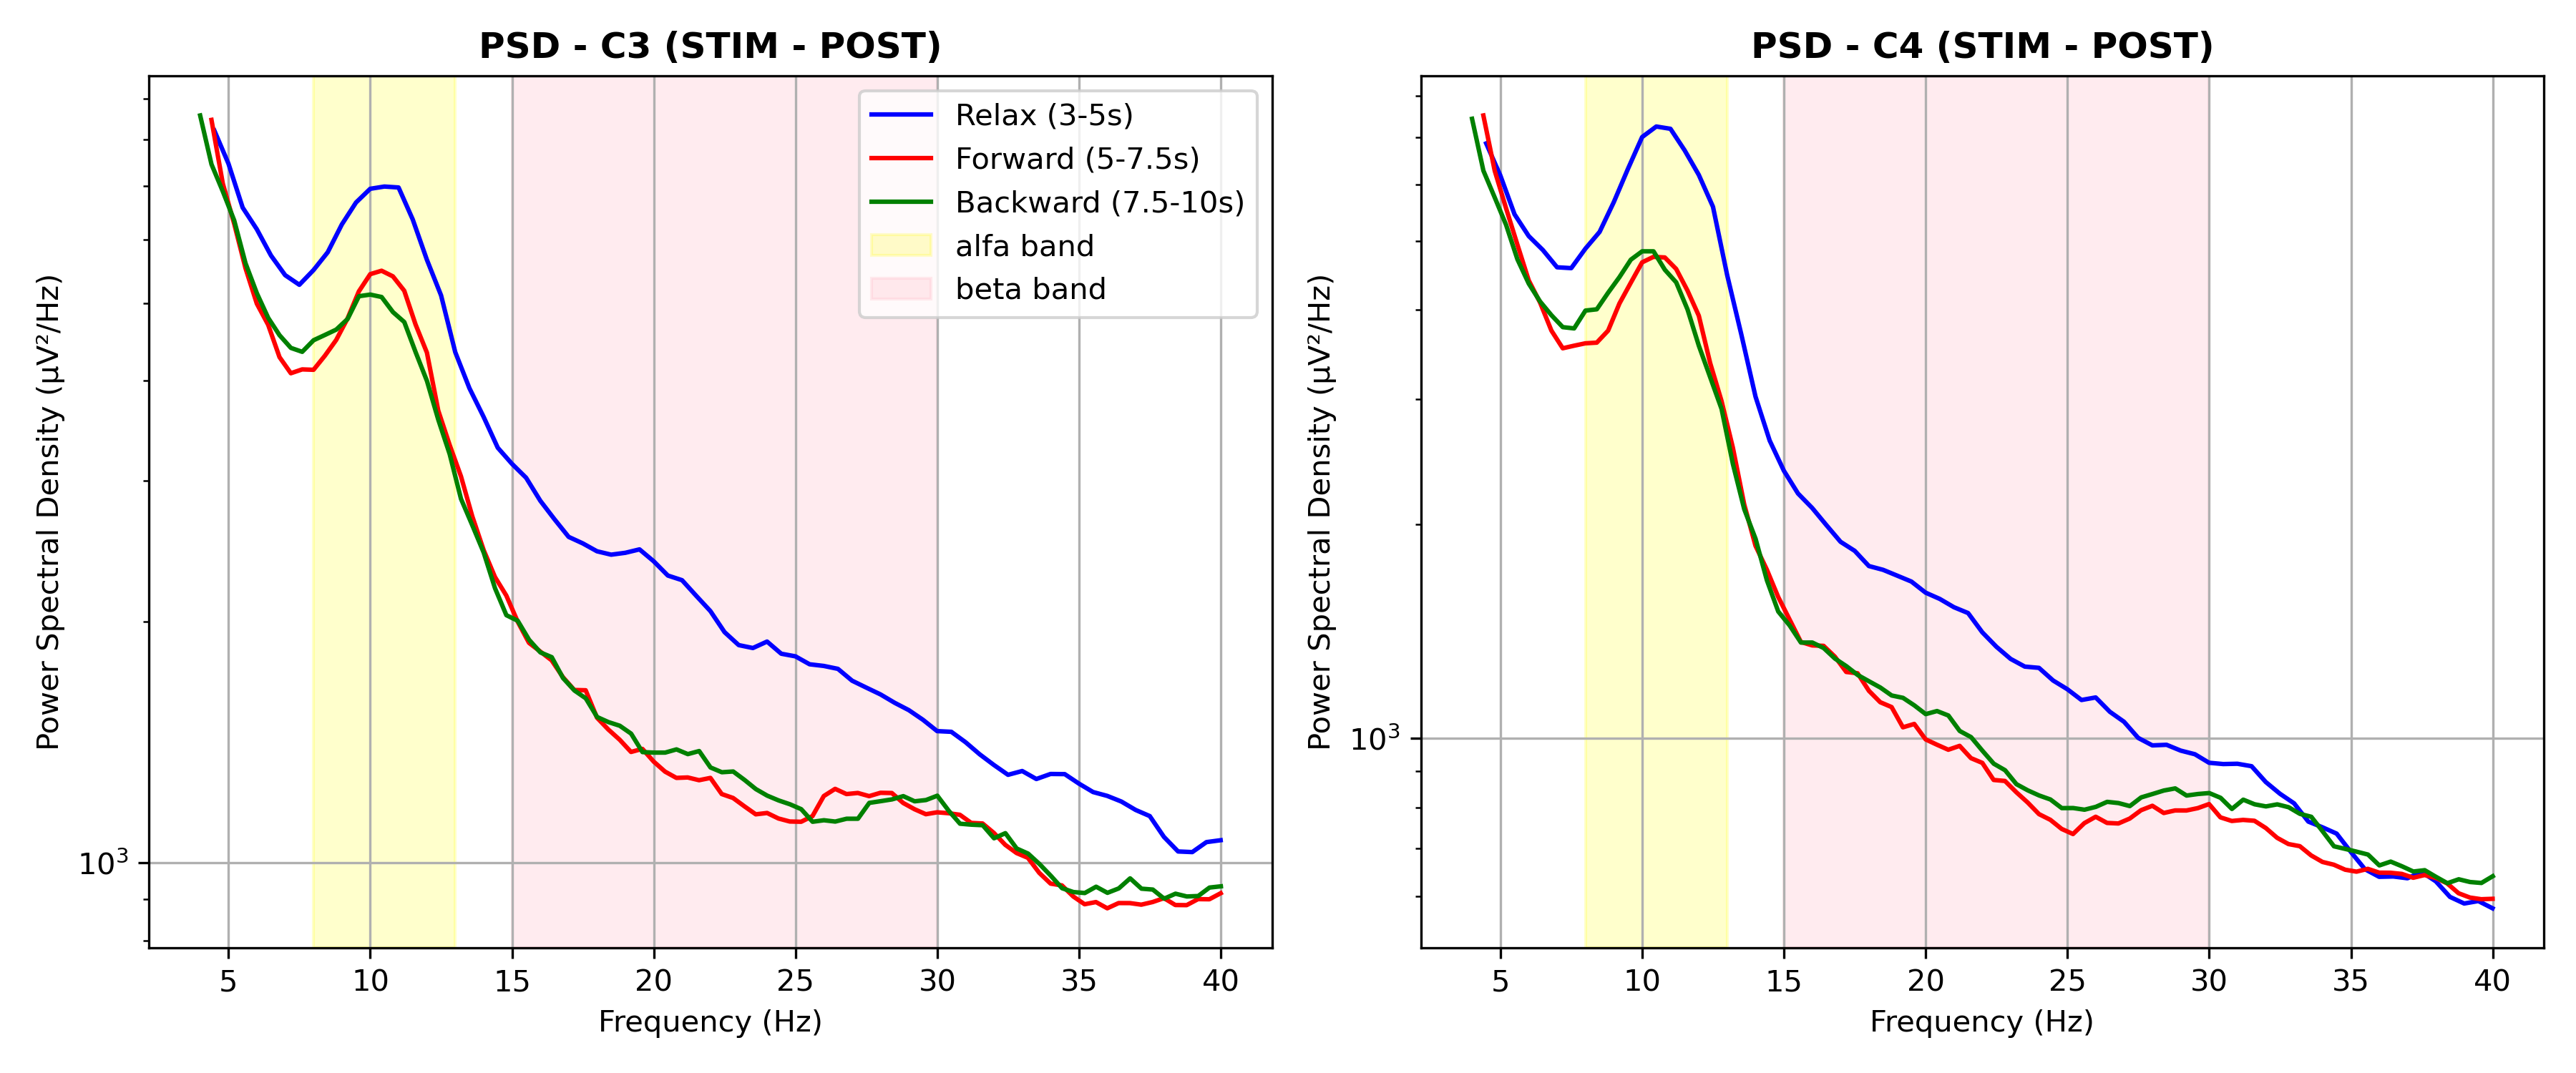 PSD - C3 (STIM - POST)
Power Spectral Density (µV²/Hz)
10³
Relax (3-5s)
Forward (5-7.5s)
Backward (7.5-10s)
alfa band
beta band
5 10 15 20 25 30 35 40
Frequency (Hz)
PSD - C4 (STIM - POST)
Power Spectral Density (µV²/Hz)
10³
5 10 15 20 25 30 35 40
Frequency (Hz)